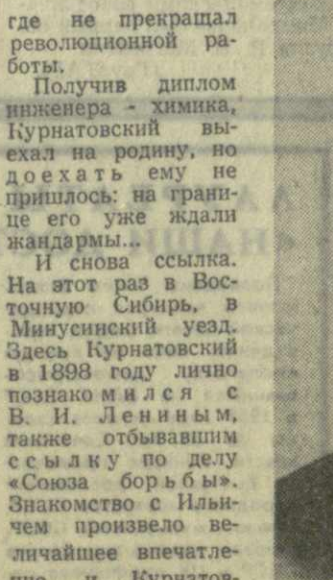 где не прекращал
революционной ра-
боты.
Получив диплом
инженера - химика,
Курнатовский вы-
ехал на родину, но
доехать ему не
пришлось: на грани-
це его уже ждали
жандармы...
И снова ссылка.
На этот раз в Вос-
точную Сибирь, в
Минусинский уезд.
Здесь Курнатовский
в 1898 году лично
познакомился с
В. И. Лениным,
также отбывавшим
ссылку по делу
«Союза борьбы».
Знакомство с Ильи-
чем произвело ве-
личайшее впечатле-